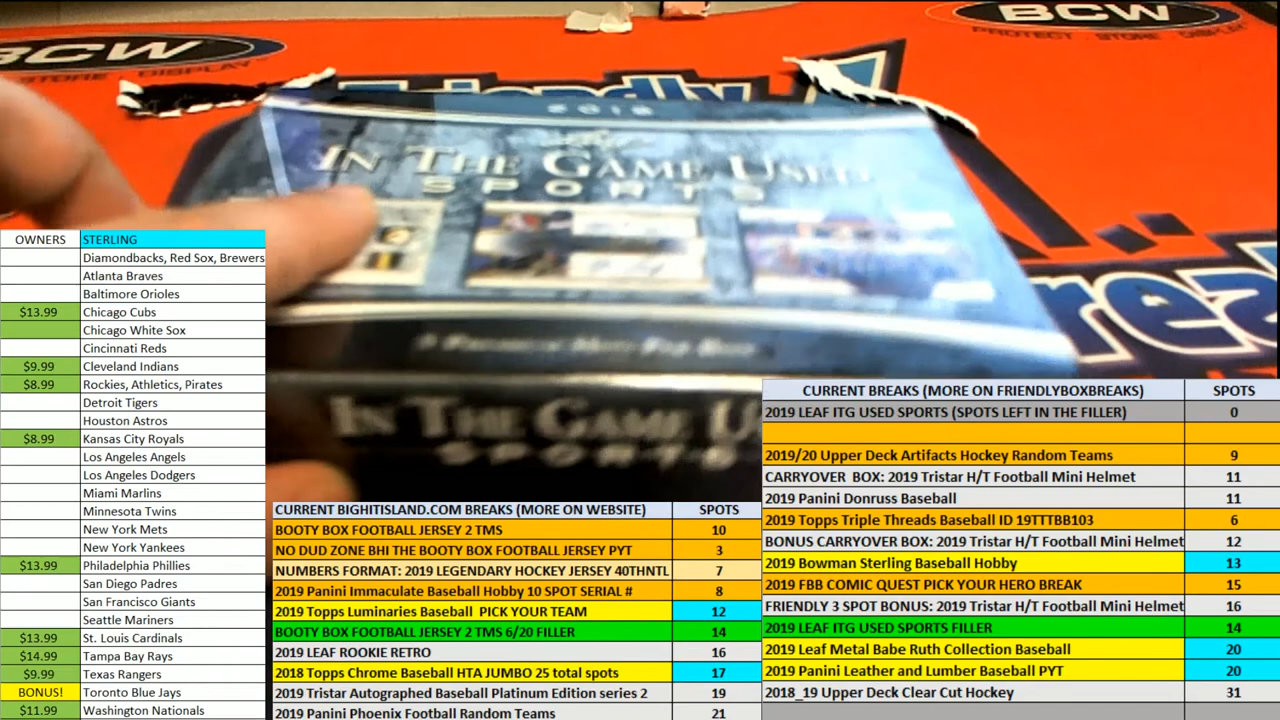 BCW
STORE DISPLAY
BCW
PROTECT STORE DISPLAY
Friendly
Break
IN THE GAME USED
SPORTS
IN THE GAME USED
SPORTS
OWNERS STERLING
Diamondbacks, Red Sox, Brewers
Atlanta Braves
Baltimore Orioles
$13.99 Chicago Cubs
Chicago White Sox
Cincinnati Reds
$9.99 Cleveland Indians
$8.99 Rockies, Athletics, Pirates
Detroit Tigers
Houston Astros
$8.99 Kansas City Royals
Los Angeles Angels
Los Angeles Dodgers
Miami Marlins
Minnesota Twins
New York Mets
New York Yankees
$13.99 Philadelphia Phillies
San Diego Padres
San Francisco Giants
Seattle Mariners
$13.99 St. Louis Cardinals
$14.99 Tampa Bay Rays
$9.99 Texas Rangers
BONUS! Toronto Blue Jays
$11.99 Washington Nationals
CURRENT BIGHITISLAND.COM BREAKS (MORE ON WEBSITE) SPOTS
BOOTY BOX FOOTBALL JERSEY 2 TMS 10
NO DUD ZONE BHI THE BOOTY BOX FOOTBALL JERSEY PYT 3
NUMBERS FORMAT: 2019 LEGENDARY HOCKEY JERSEY 40THNTL 7
2019 Panini Immaculate Baseball Hobby 10 SPOT SERIAL # 8
2019 Topps Luminaries Baseball PICK YOUR TEAM 12
BOOTY BOX FOOTBALL JERSEY 2 TMS 6/20 FILLER 14
2019 LEAF ROOKIE RETRO 16
2018 Topps Chrome Baseball HTA JUMBO 25 total spots 17
2019 Tristar Autographed Baseball Platinum Edition series 2 19
2019 Panini Phoenix Football Random Teams 21
CURRENT BREAKS (MORE ON FRIENDLYBOXBREAKS) SPOTS
2019 LEAF ITG USED SPORTS (SPOTS LEFT IN THE FILLER) 0
2019/20 Upper Deck Artifacts Hockey Random Teams 9
CARRYOVER BOX: 2019 Tristar H/T Football Mini Helmet 11
2019 Panini Donruss Baseball 11
2019 Topps Triple Threads Baseball ID 19TTTBB103 6
BONUS CARRYOVER BOX: 2019 Tristar H/T Football Mini Helmet 12
2019 Bowman Sterling Baseball Hobby 13
2019 FBB COMIC QUEST PICK YOUR HERO BREAK 15
FRIENDLY 3 SPOT BONUS: 2019 Tristar H/T Football Mini Helmet 16
2019 LEAF ITG USED SPORTS FILLER 14
2019 Leaf Metal Babe Ruth Collection Baseball 20
2019 Panini Leather and Lumber Baseball PYT 20
2018_19 Upper Deck Clear Cut Hockey 31